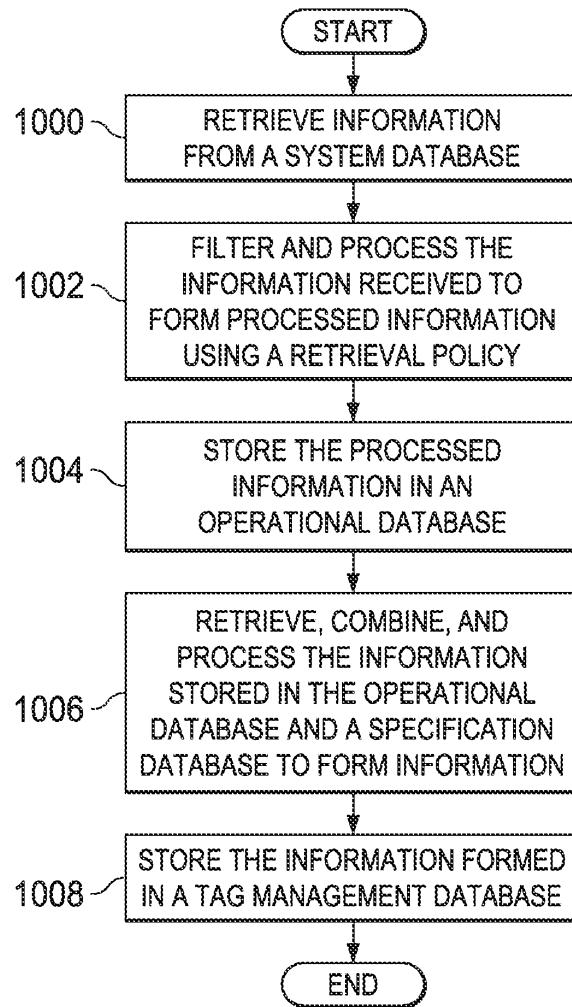 START
1000
RETRIEVE INFORMATION
FROM A SYSTEM DATABASE
1002
FILTER AND PROCESS THE
INFORMATION RECEIVED TO
FORM PROCESSED INFORMATION
USING A RETRIEVAL POLICY
1004
STORE THE PROCESSED
INFORMATION IN AN
OPERATIONAL DATABASE
1006
RETRIEVE, COMBINE, AND
PROCESS THE INFORMATION
STORED IN THE OPERATIONAL
DATABASE AND A SPECIFICATION
DATABASE TO FORM INFORMATION
1008
STORE THE INFORMATION FORMED
IN A TAG MANAGEMENT DATABASE
END